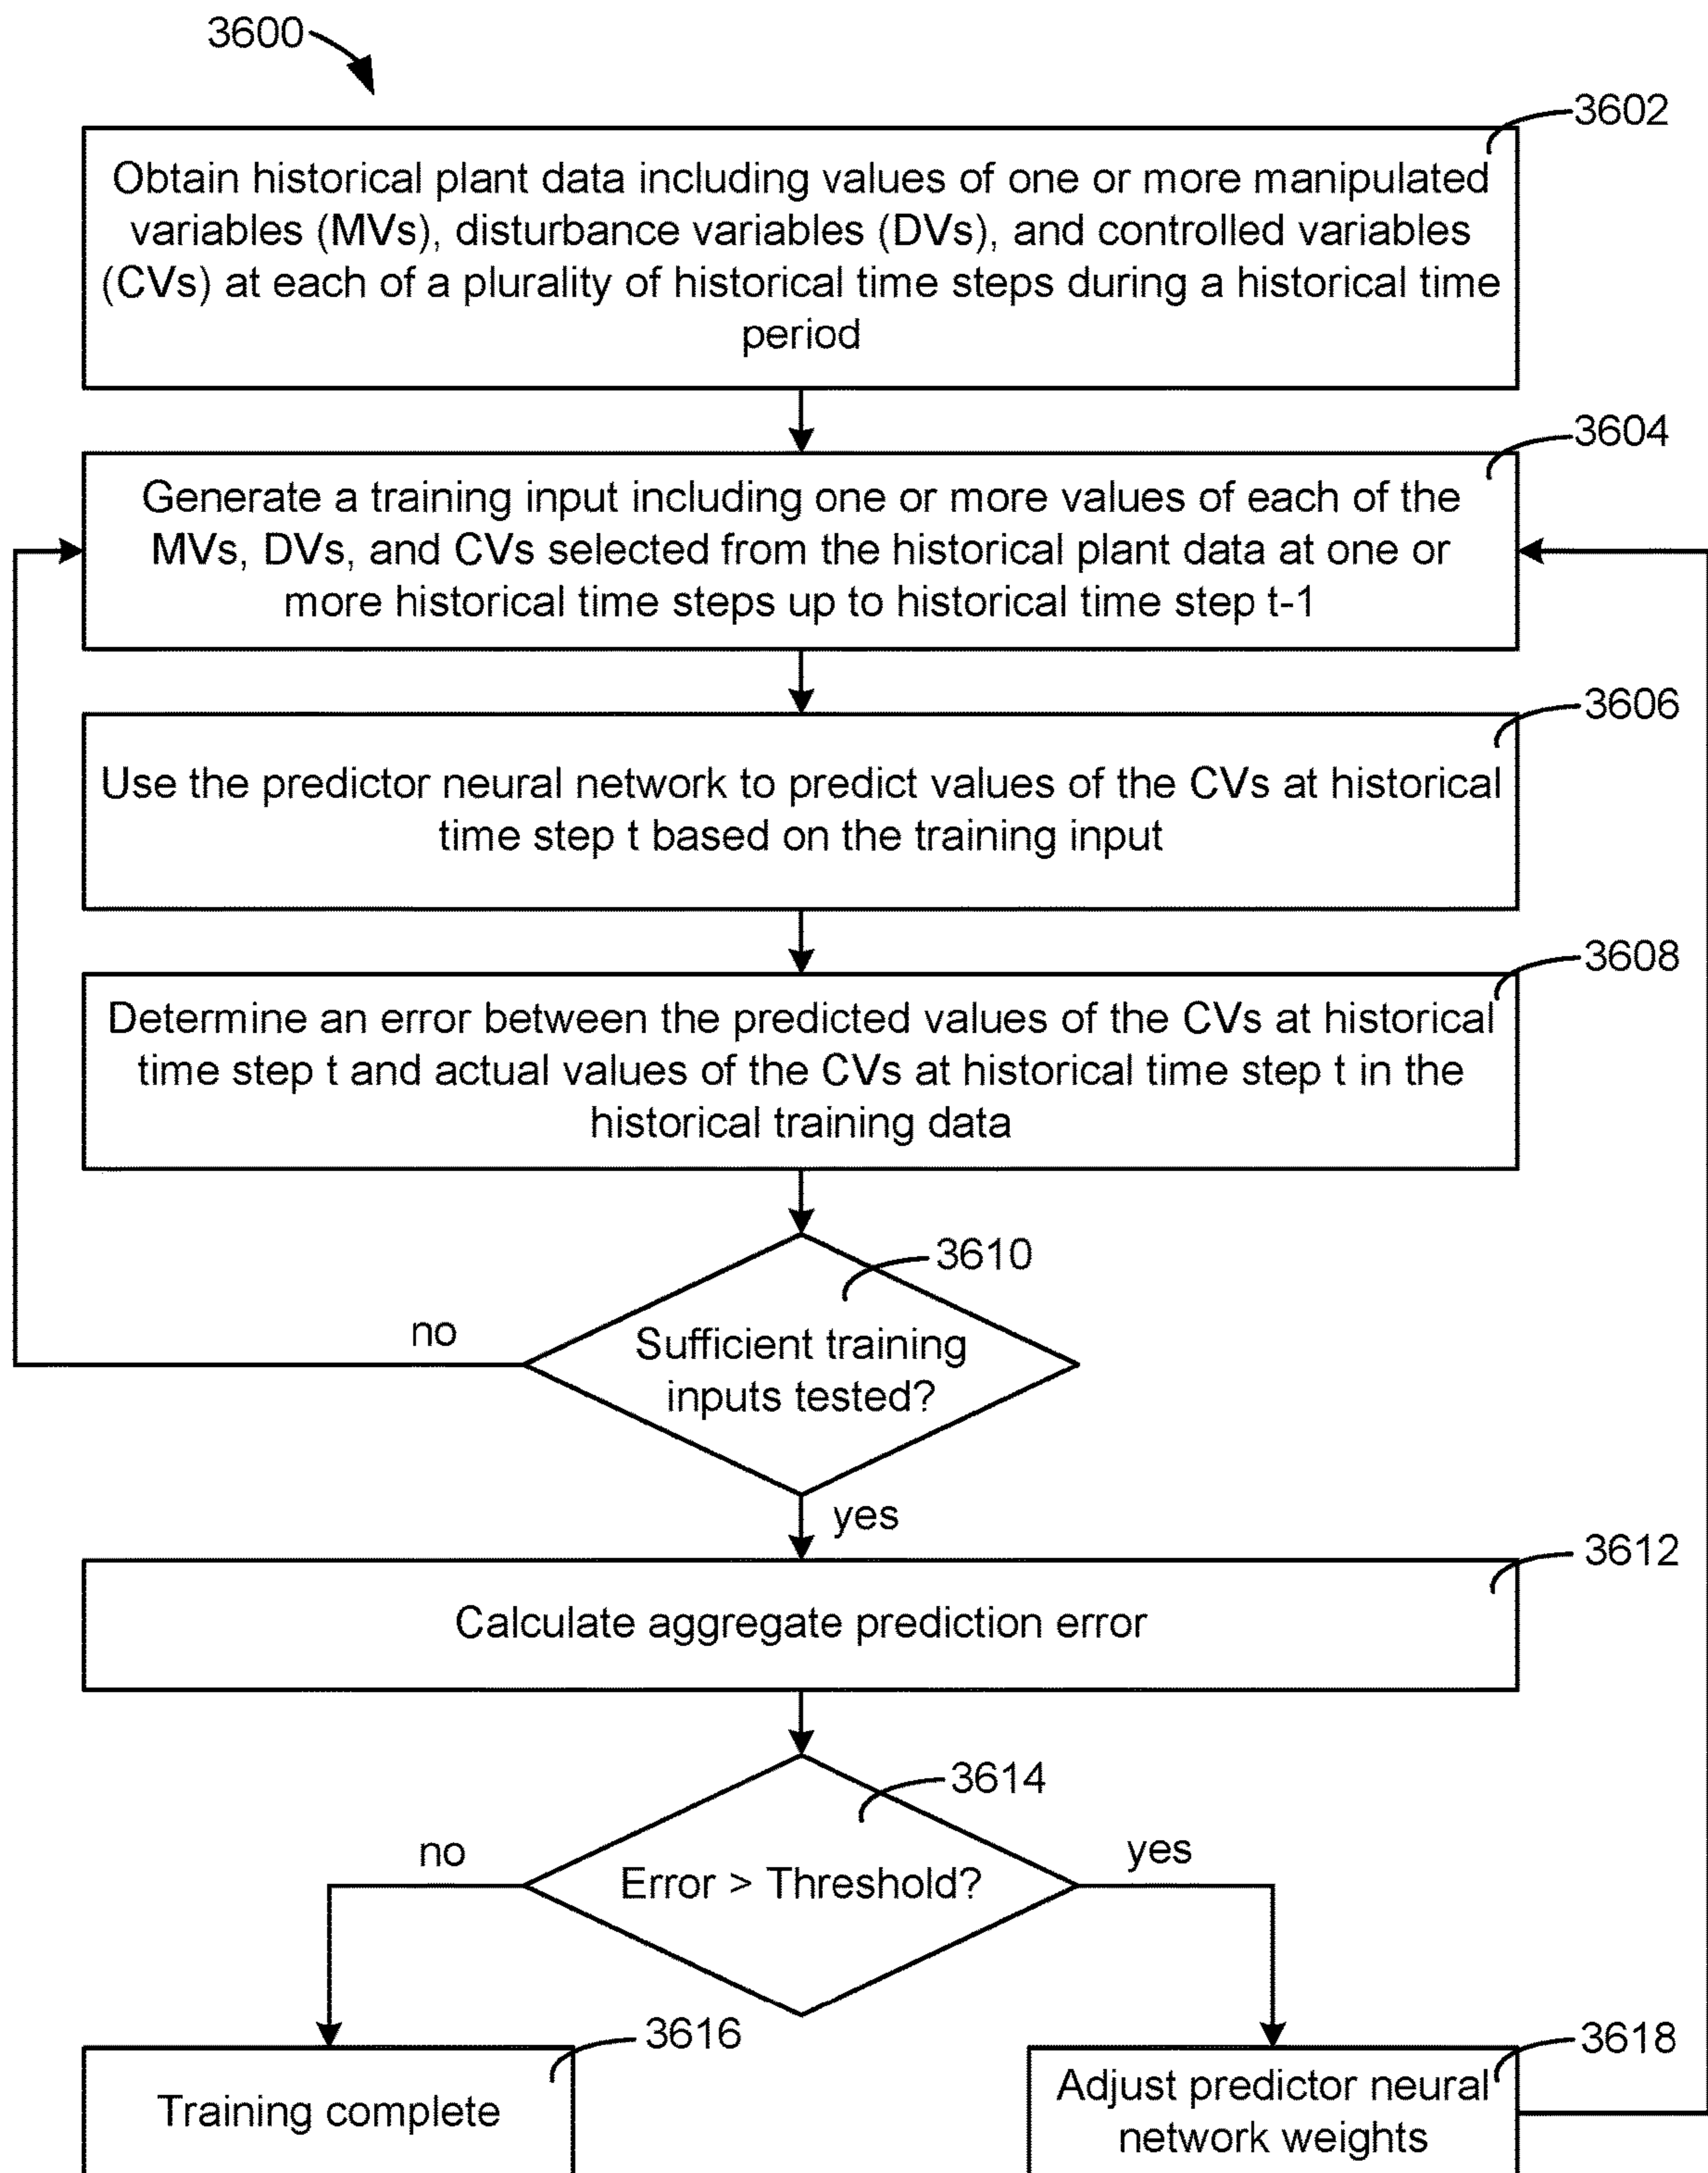 3600
3602
Obtain historical plant data including values of one or more manipulated
variables (MVs), disturbance variables (DVs), and controlled variables
(CVs) at each of a plurality of historical time steps during a historical time
period
3604
Generate a training input including one or more values of each of the
MVs, DVs, and CVs selected from the historical plant data at one or
more historical time steps up to historical time step t-1
3606
Use the predictor neural network to predict values of the CVs at historical
time step t based on the training input
3608
Determine an error between the predicted values of the CVs at historical
time step t and actual values of the CVs at historical time step t in the
historical training data
3610
no
Sufficient training
inputs tested?
yes
3612
Calculate aggregate prediction error
3614
no
yes
Error > Threshold?
3616
3618
Training complete
Adjust predictor neural
network weights